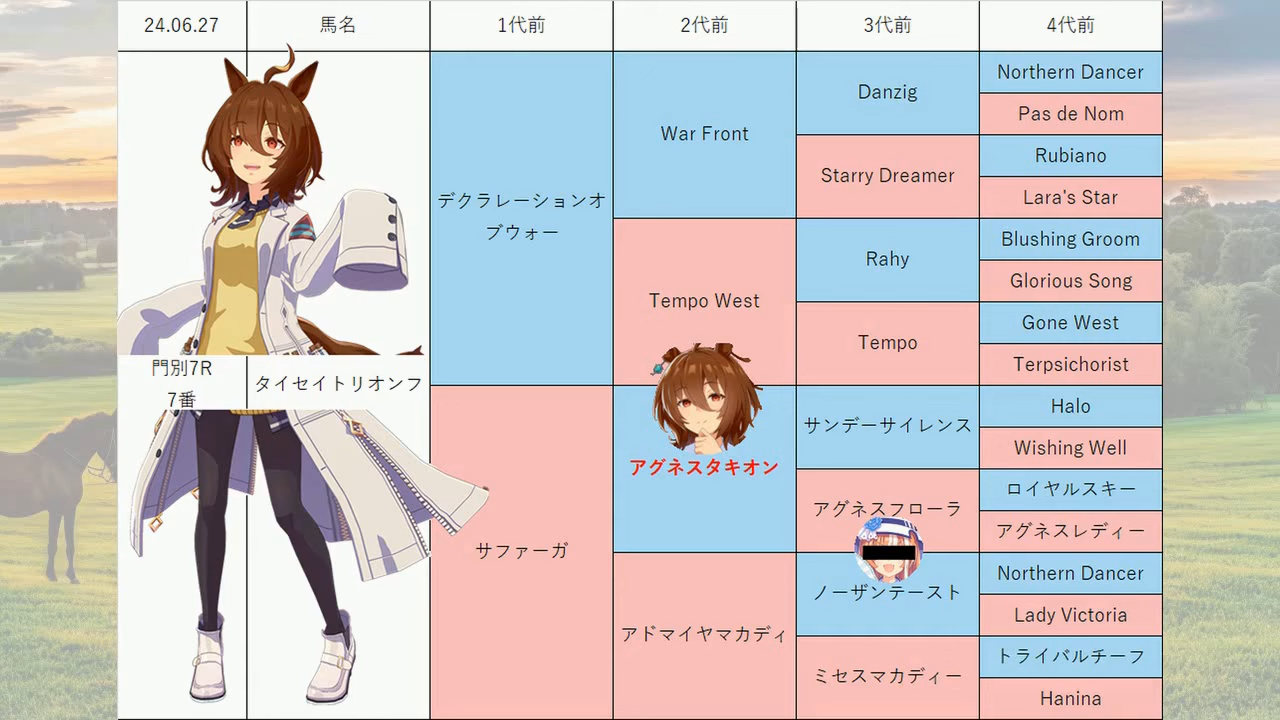 24.06.27
馬名
1代前
2代前
3代前
4代前
門別7R
7番
タイセイトリオンフ
デクラレーションオ
ブウォー
サファーガ
War Front
Tempo West
アグネスタキオン
アドマイヤマカディ
Danzig
Starry Dreamer
Rahy
Tempo
サンデーサイレンス
アグネスフローラ
ノーザンテースト
ミセスマカディー
Northern Dancer
Pas de Nom
Rubiano
Lara's Star
Blushing Groom
Glorious Song
Gone West
Terpsichorist
Halo
Wishing Well
ロイヤルスキー
アグネスレディー
Northern Dancer
Lady Victoria
トライバルチーフ
Hanina